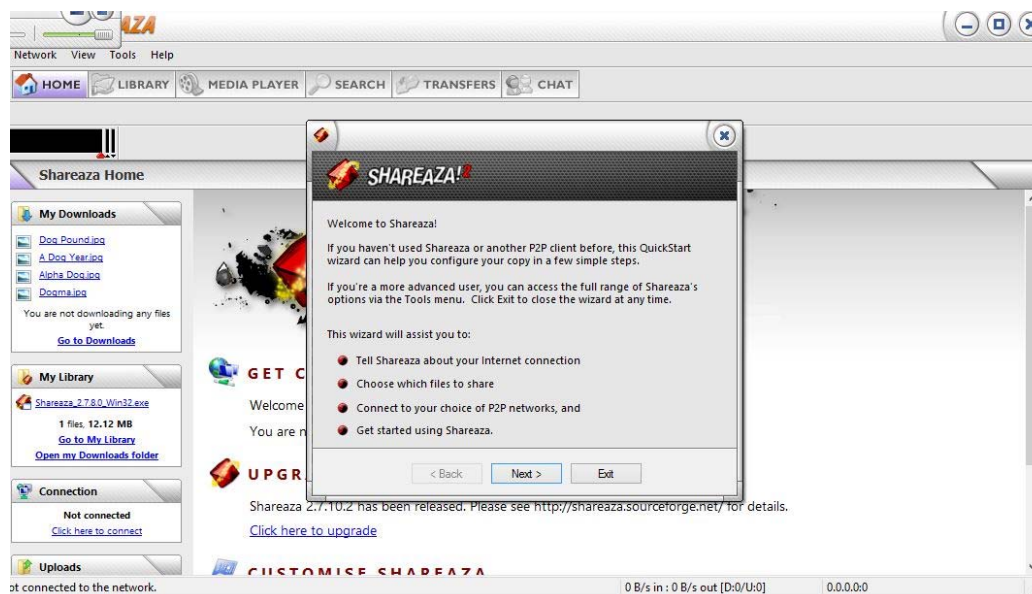 AZA
Network View Tools Help
HOME LIBRARY MEDIA PLAYER SEARCH TRANSFERS CHAT
Shareaza Home
My Downloads
Dog Pound.jpg
A Dog Year.jpg
Alpha Dog.jpg
Dogma.jpg
You are not downloading any files
yet.
Go to Downloads
My Library
Shareaza_2.7.8.0_Win32.exe
1 files, 12.12 MB
Go to My Library
Open my Downloads folder
Connection
Not connected
Click here to connect
Uploads
SHAREAZA!2
Welcome to Shareaza!
If you haven't used Shareaza or another P2P client before, this QuickStart
wizard can help you configure your copy in a few simple steps.
If you're a more advanced user, you can access the full range of Shareaza's
options via the Tools menu. Click Exit to close the wizard at any time.
This wizard will assist you to:
Tell Shareaza about your Internet connection
Choose which files to share
Connect to your choice of P2P networks, and
Get started using Shareaza.
< Back Next > Exit
GET C
Welcome
You are n
UPGR
Shareaza 2.7.10.2 has been released. Please see http://shareaza.sourceforge.net/ for details.
Click here to upgrade
CUSTOMISE SHAREAZA
ot connected to the network. 0 B/s in : 0 B/s out [D:0/U:0] 0.0.0.0:0